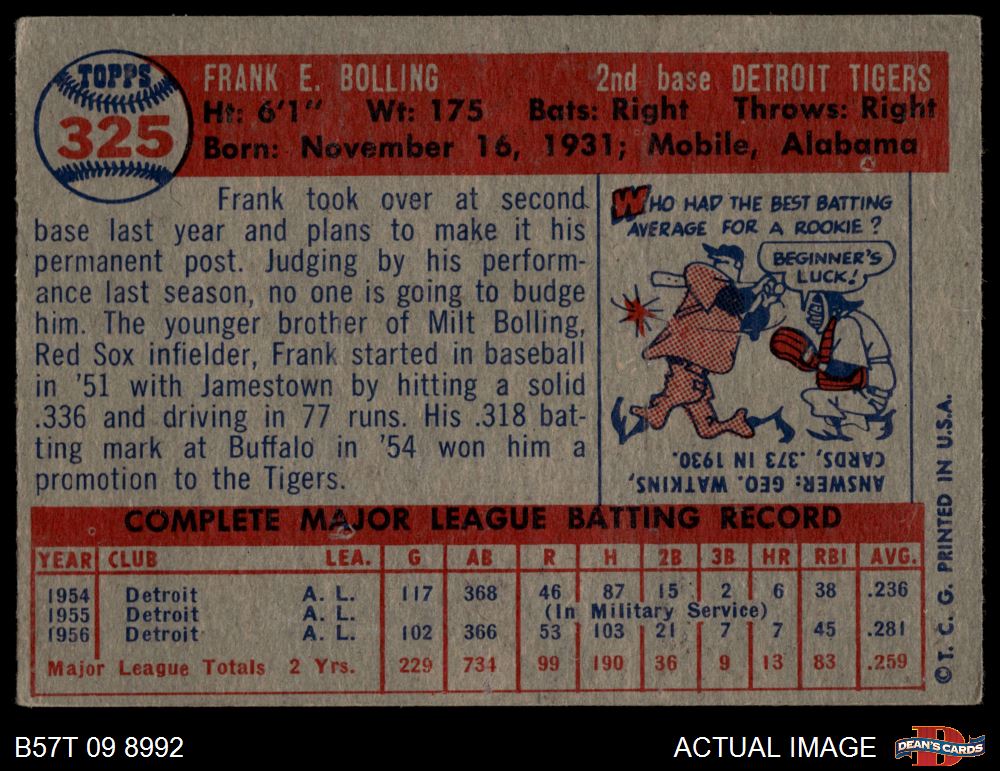 TOPPS
325
FRANK E. BOLLING 2nd base DETROIT TIGERS
Ht: 6'1" Wt: 175 Bats: Right Throws: Right
Born: November 16, 1931; Mobile, Alabama
Frank took over at second
base last year and plans to make it his
permanent post. Judging by his perform-
ance last season, no one is going to budge
him. The younger brother of Milt Bolling,
Red Sox infielder, Frank started in baseball
in '51 with Jamestown by hitting a solid
.336 and driving in 77 runs. His .318 bat-
ting mark at Buffalo in '54 won him a
promotion to the Tigers.
WHO HAD THE BEST BATTING
AVERAGE FOR A ROOKIE?
BEGINNER'S
LUCK!
ANSWER: GEO. WATKINS,
CARDS, .373 IN 1930.
COMPLETE MAJOR LEAGUE BATTING RECORD
YEAR CLUB LEA. G AB R H 2B 3B HR RBI AVG.
1954 Detroit A. L. 117 368 46 87 15 2 6 38 .236
1955 Detroit A. L. (In Military Service)
1956 Detroit A. L. 102 366 53 103 21 7 7 45 .281
Major League Totals 2 Yrs. 229 734 99 190 36 9 13 83 .259
© T. C. G. PRINTED IN U.S.A.
B57T 09 8992
ACTUAL IMAGE
D
DEAN'S CARDS